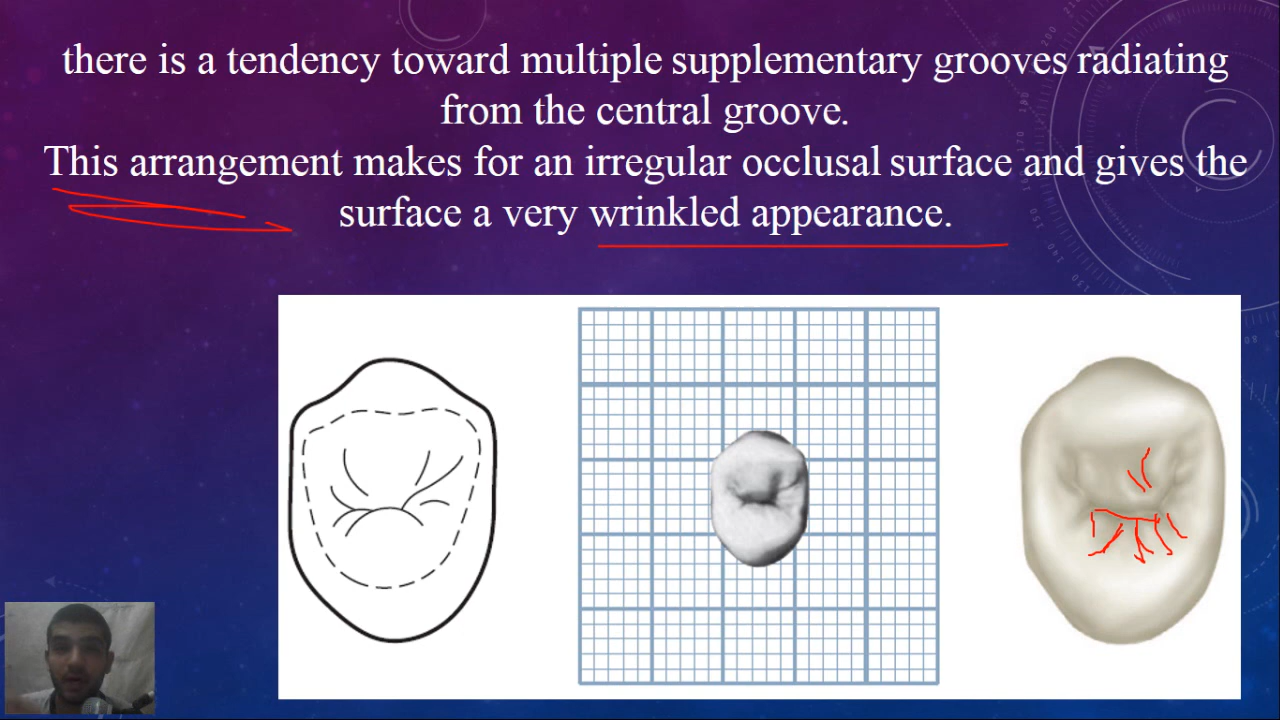 there is a tendency toward multiple supplementary grooves radiating
from the central groove.
This arrangement makes for an irregular occlusal surface and gives the
surface a very wrinkled appearance.